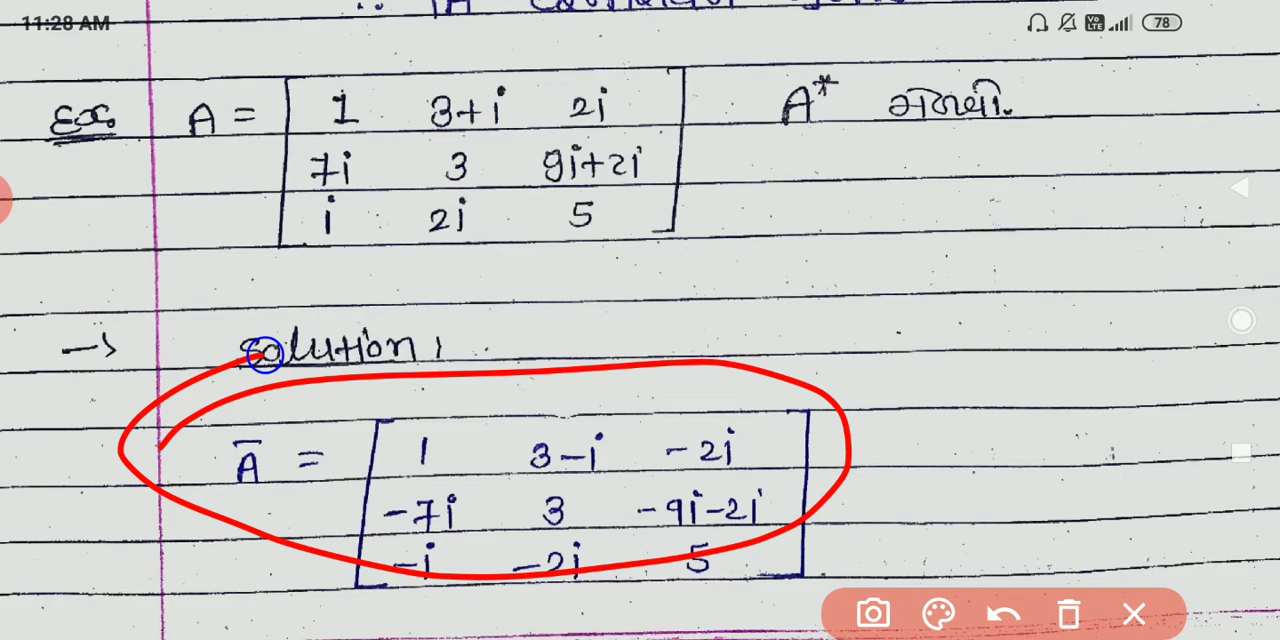 11:28 AM 78
Ex. A = [ 1 3+i 2i
7i 3 9i+2i
i 2i 5 ] A*
→ Solution:
Ā = [ 1 3-i -2i
-7i 3 -9i-2i
-i -2i 5 ]